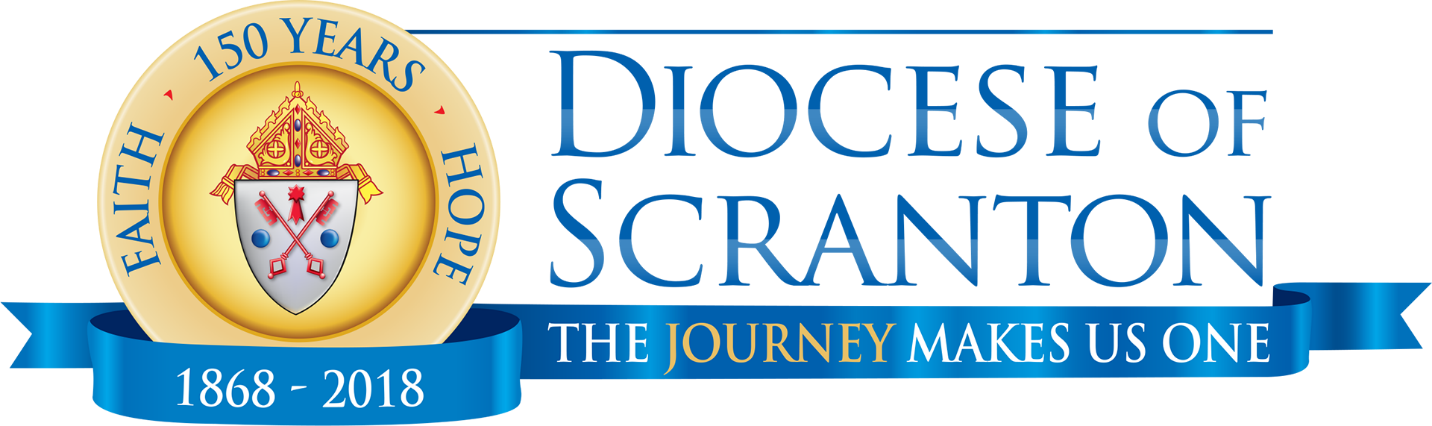 FAITH · 150 YEARS · HOPE
1868 - 2018
DIOCESE OF
SCRANTON
THE JOURNEY MAKES US ONE